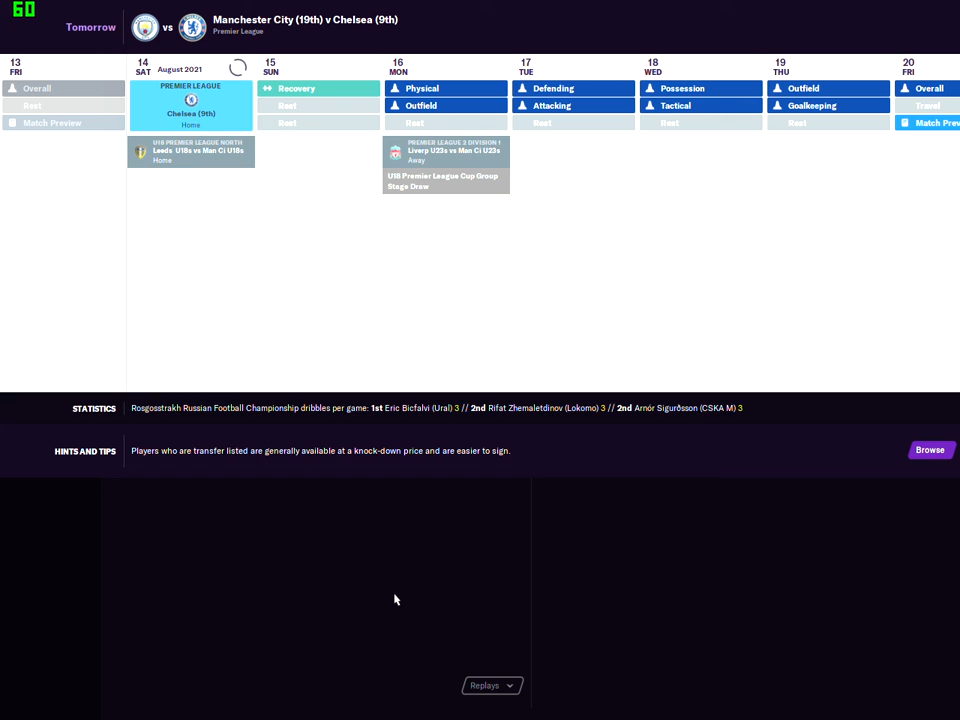 60
Tomorrow
vs
Manchester City (19th) v Chelsea (9th)
Premier League
13
FRI
14
SAT
August 2021
15
SUN
16
MON
17
TUE
18
WED
19
THU
20
FRI
Overall
Rest
Match Preview
PREMIER LEAGUE
Chelsea (9th)
Home
U18 PREMIER LEAGUE NORTH
Leeds U18s vs Man Ci U18s
Home
Recovery
Rest
Rest
Physical
Outfield
Rest
PREMIER LEAGUE 2 DIVISION 1
Liverp U23s vs Man Ci U23s
Away
U18 Premier League Cup Group
Stage Draw
Defending
Attacking
Rest
Possession
Tactical
Rest
Outfield
Goalkeeping
Rest
Overall
Travel
Match Prev
STATISTICS
Rosgosstrakh Russian Football Championship dribbles per game: 1st Eric Bicfalvi (Ural) 3 // 2nd Rifat Zhemaletdinov (Lokomo) 3 // 2nd Arnór Sigurðsson (CSKA M) 3
HINTS AND TIPS
Players who are transfer listed are generally available at a knock-down price and are easier to sign.
Browse
Replays